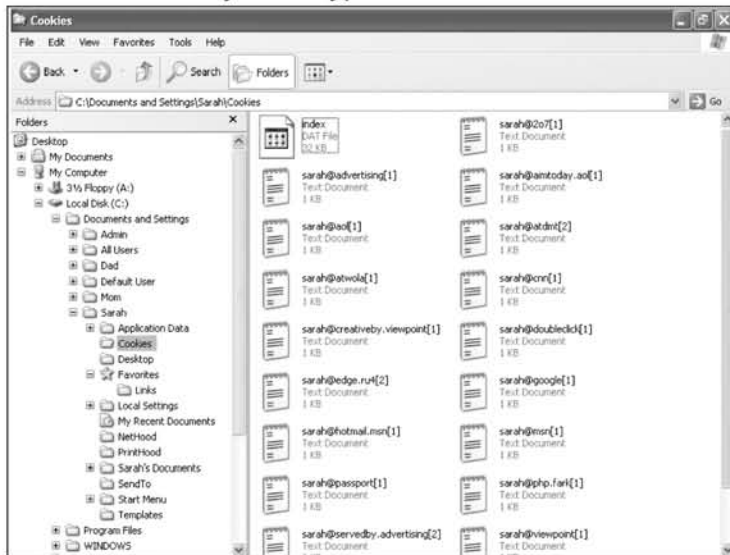 Cookies
File Edit View Favorites Tools Help
Back Search Folders
Address C:\Documents and Settings\Sarah\Cookies Go
Folders
Desktop
My Documents
My Computer
3½ Floppy (A:)
Local Disk (C:)
Documents and Settings
Admin
All Users
Dad
Default User
Mom
Sarah
Application Data
Cookies
Desktop
Favorites
Links
Local Settings
My Recent Documents
NetHood
PrintHood
Sarah's Documents
SendTo
Start Menu
Templates
Program Files
WINDOWS
index
DAT File
32 KB
sarah@2o7[1]
Text Document
1 KB
sarah@advertising[1]
Text Document
1 KB
sarah@aimtoday.aol[1]
Text Document
1 KB
sarah@aol[1]
Text Document
1 KB
sarah@atdmt[2]
Text Document
1 KB
sarah@atwola[1]
Text Document
1 KB
sarah@cnn[1]
Text Document
1 KB
sarah@creativeby.viewpoint[1]
Text Document
1 KB
sarah@doubleclick[1]
Text Document
1 KB
sarah@edge.ru4[2]
Text Document
1 KB
sarah@google[1]
Text Document
1 KB
sarah@hotmail.msn[1]
Text Document
1 KB
sarah@msn[1]
Text Document
1 KB
sarah@passport[1]
Text Document
1 KB
sarah@php.fark[1]
Text Document
1 KB
sarah@servedby.advertising[2]
Text Document
sarah@viewpoint[1]
Text Document